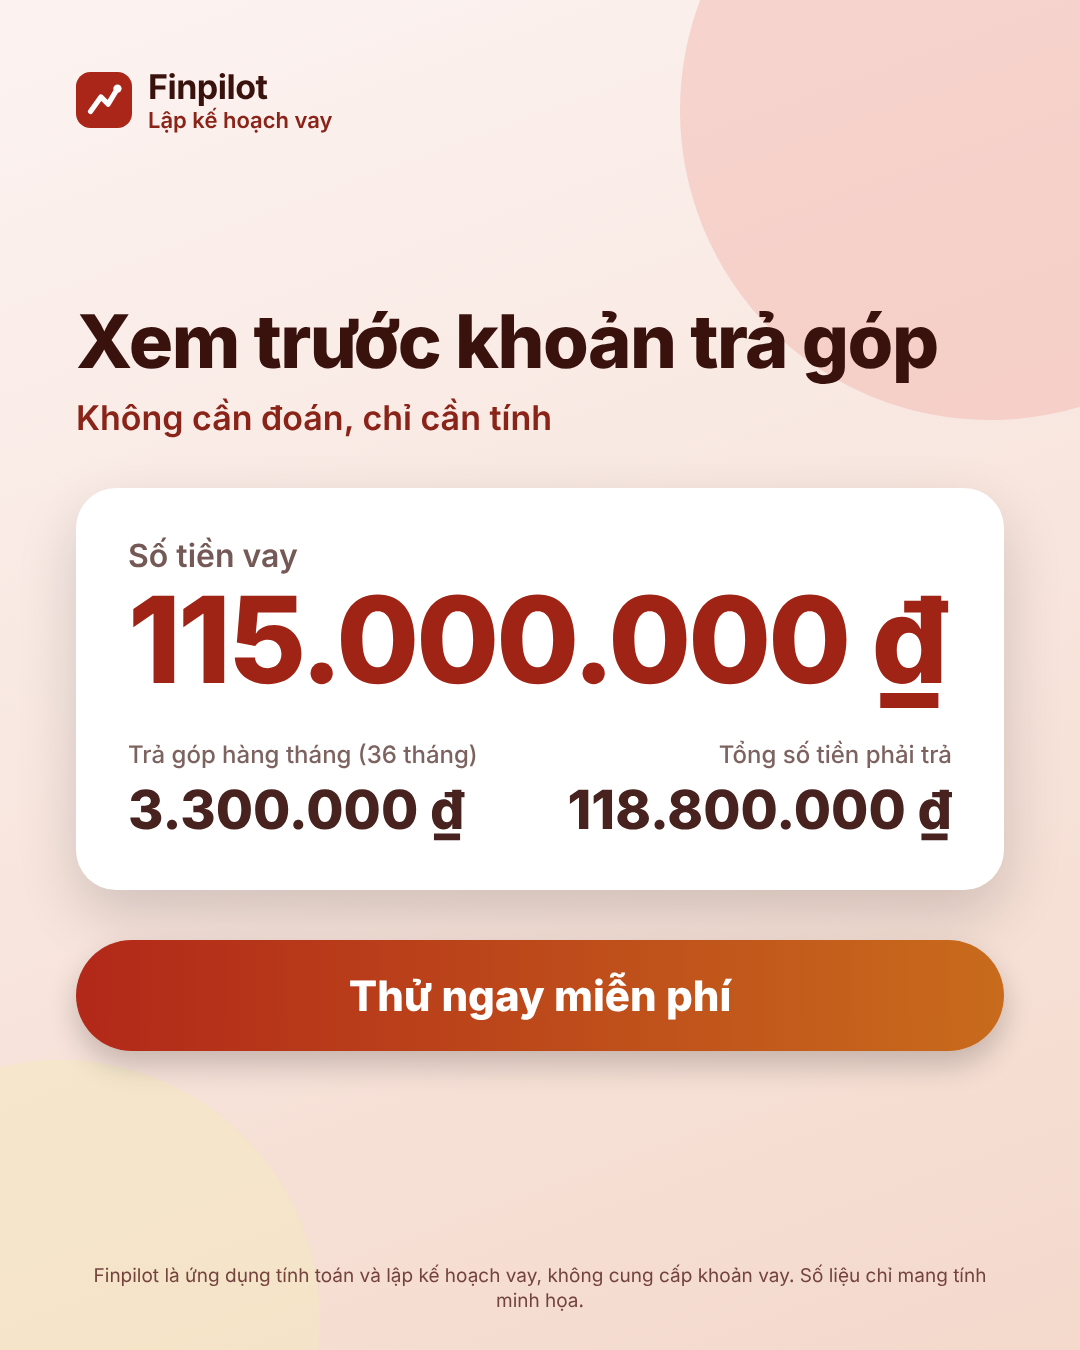 Finpilot
Lập kế hoạch vay
Xem trước khoản trả góp
Không cần đoán, chỉ cần tính
Số tiền vay
115.000.000 ₫
Trả góp hàng tháng (36 tháng)
Tổng số tiền phải trả
3.300.000 ₫
118.800.000 ₫
Thử ngay miễn phí
Finpilot là ứng dụng tính toán và lập kế hoạch vay, không cung cấp khoản vay. Số liệu chỉ mang tính
minh họa.